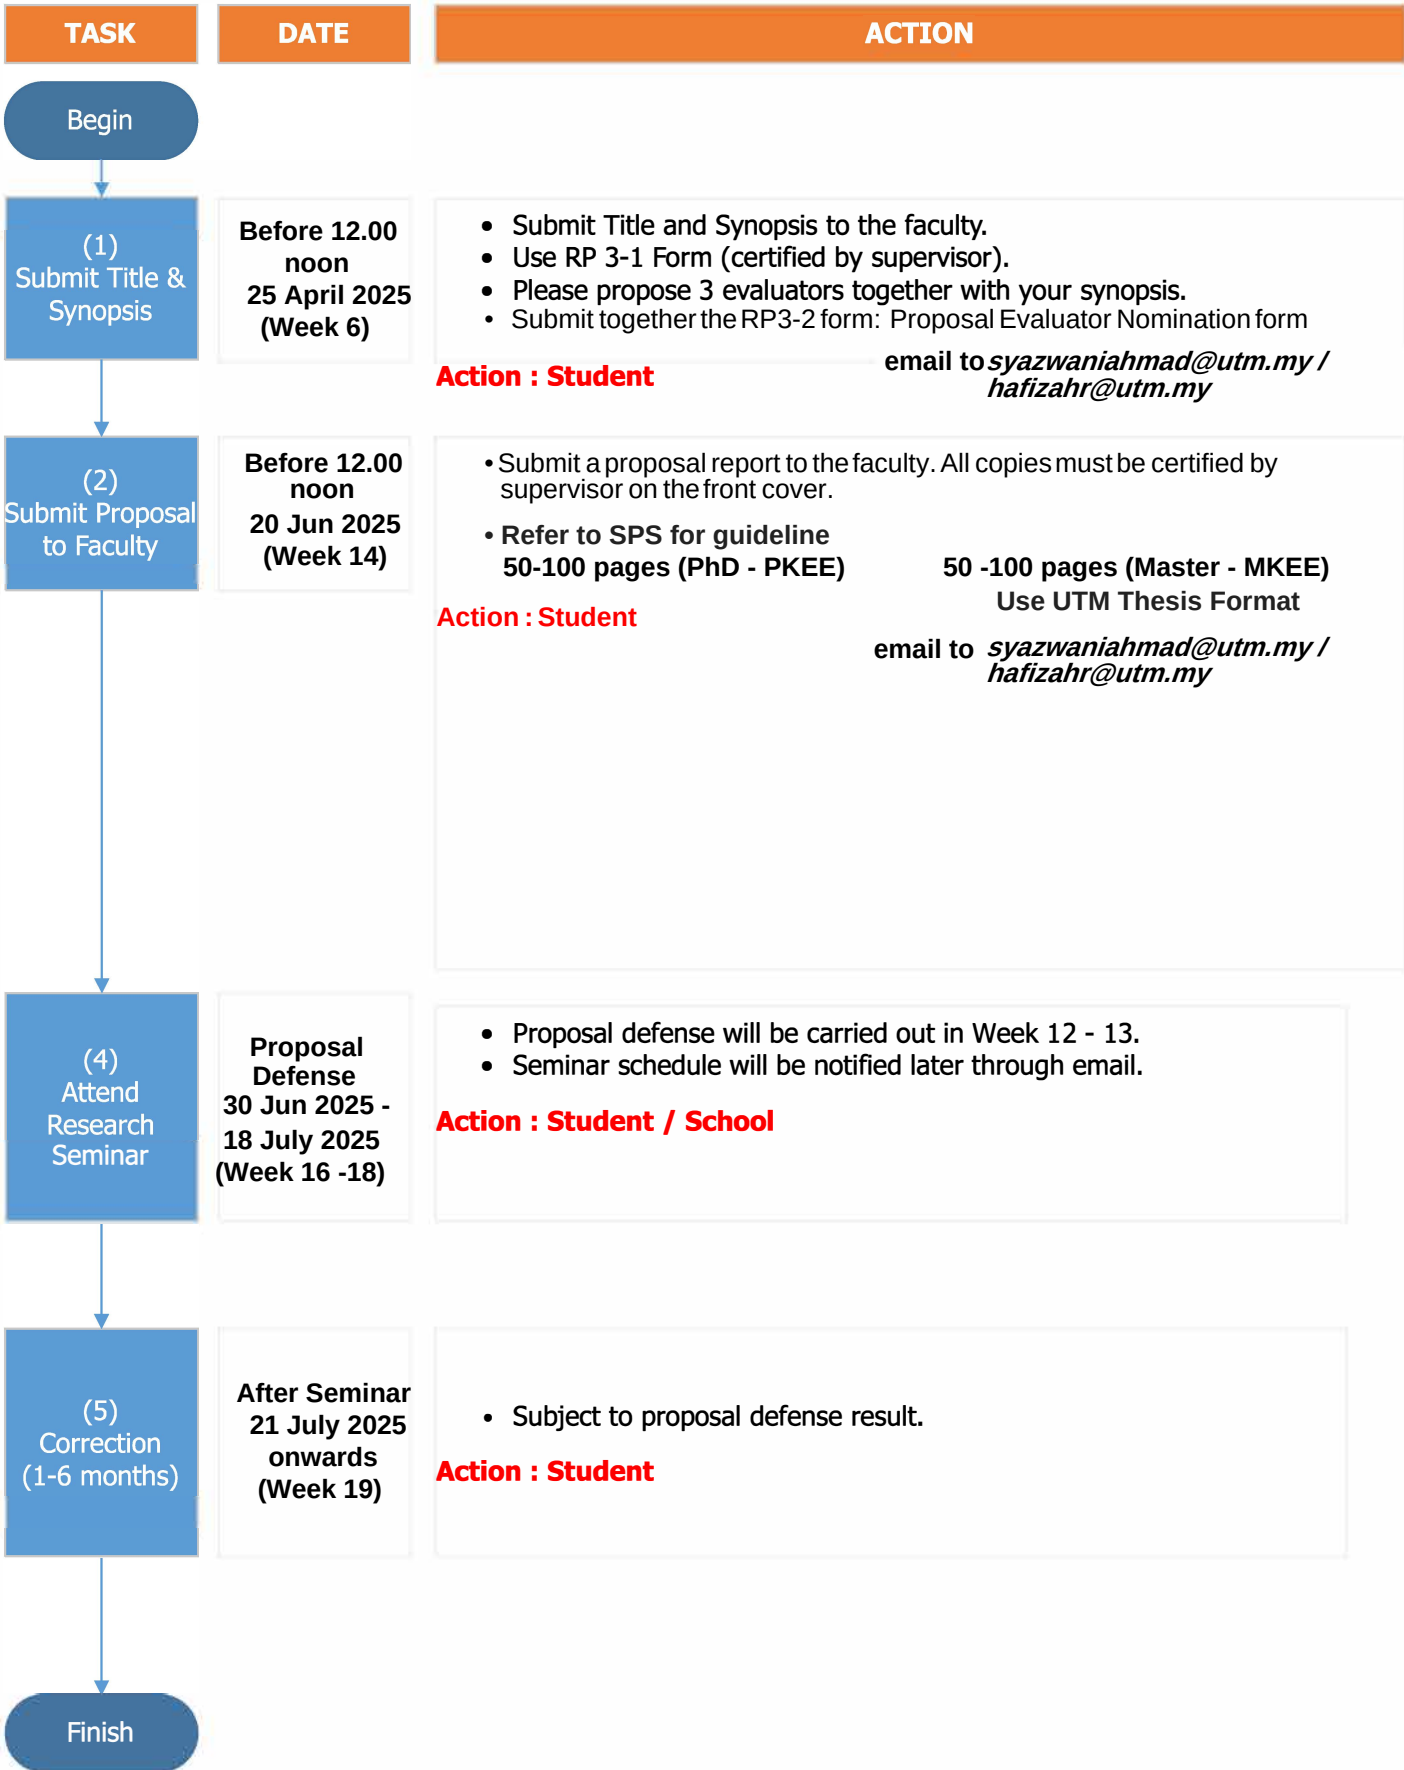 TASK
DATE
ACTION
Begin
(1)
Submit Title &
Synopsis
Before 12.00
noon
25 April 2025
(Week 6)
• Submit Title and Synopsis to the faculty.
• Use RP 3-1 Form (certified by supervisor).
• Please propose 3 evaluators together with your synopsis.
• Submit together the RP3-2 form: Proposal Evaluator Nomination form
Action : Student
email to syazwaniahmad@utm.my /
hafizahr@utm.my
(2)
Submit Proposal
to Faculty
Before 12.00
noon
20 Jun 2025
(Week 14)
• Submit a proposal report to the faculty. All copies must be certified by
supervisor on the front cover.
• Refer to SPS for guideline
50-100 pages (PhD - PKEE)
50 -100 pages (Master - MKEE)
Use UTM Thesis Format
Action : Student
email to syazwaniahmad@utm.my /
hafizahr@utm.my
(4)
Attend
Research
Seminar
Proposal
Defense
30 Jun 2025 -
18 July 2025
(Week 16 -18)
• Proposal defense will be carried out in Week 12 - 13.
• Seminar schedule will be notified later through email.
Action : Student / School
(5)
Correction
(1-6 months)
After Seminar
21 July 2025
onwards
(Week 19)
• Subject to proposal defense result.
Action : Student
Finish